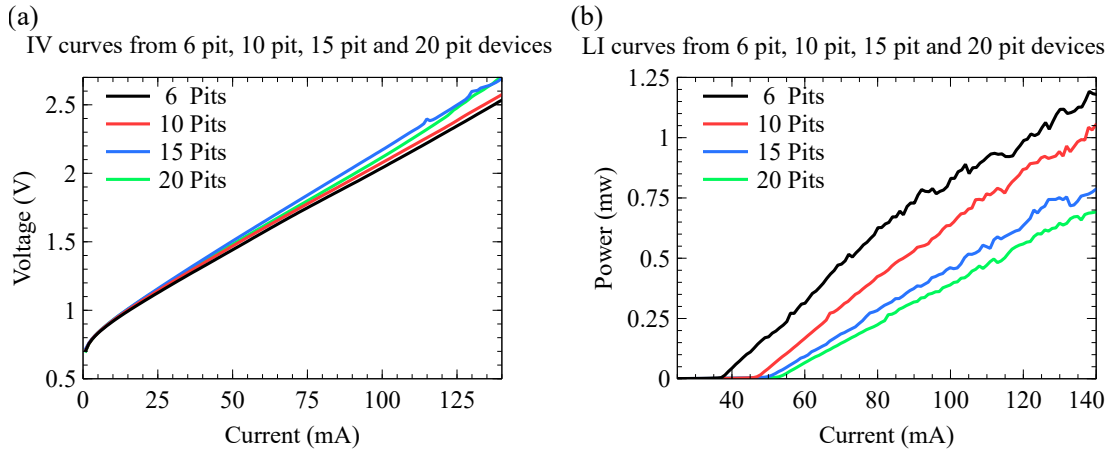 (a)
IV curves from 6 pit, 10 pit, 15 pit and 20 pit devices
Voltage (V)
2.5
2
1.5
1
0.5
6 Pits
10 Pits
15 Pits
20 Pits
0 25 50 75 100 125
Current (mA)
(b)
LI curves from 6 pit, 10 pit, 15 pit and 20 pit devices
Power (mw)
1.25
1
0.75
0.5
0.25
0
6 Pits
10 Pits
15 Pits
20 Pits
40 60 80 100 120 140
Current (mA)